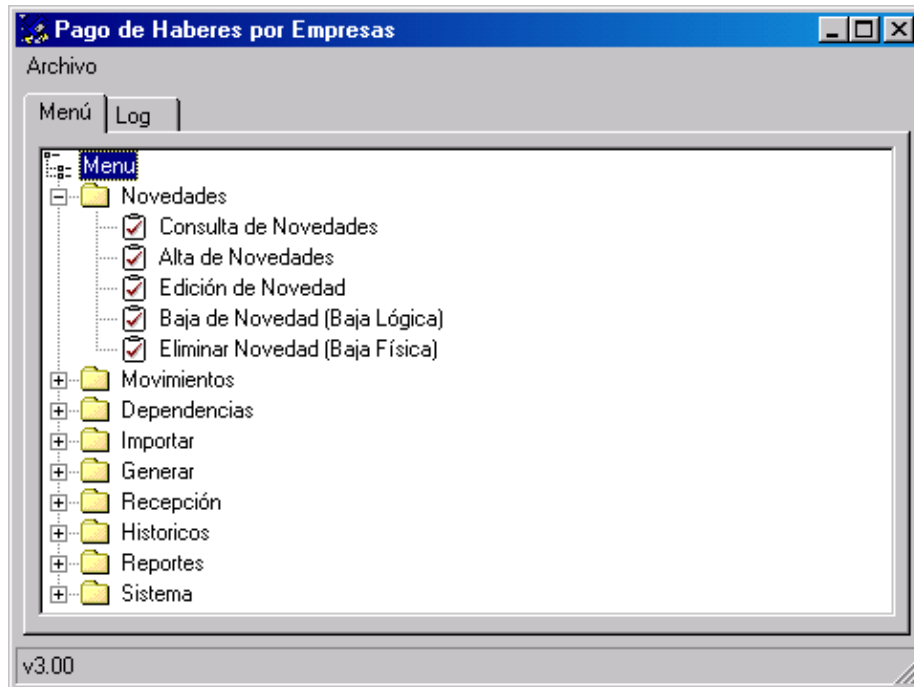 Pago de Haberes por Empresas
Archivo
Menú Log
Menu
Novedades
Consulta de Novedades
Alta de Novedades
Edición de Novedad
Baja de Novedad (Baja Lógica)
Eliminar Novedad (Baja Física)
Movimientos
Dependencias
Importar
Generar
Recepción
Historicos
Reportes
Sistema
v3.00